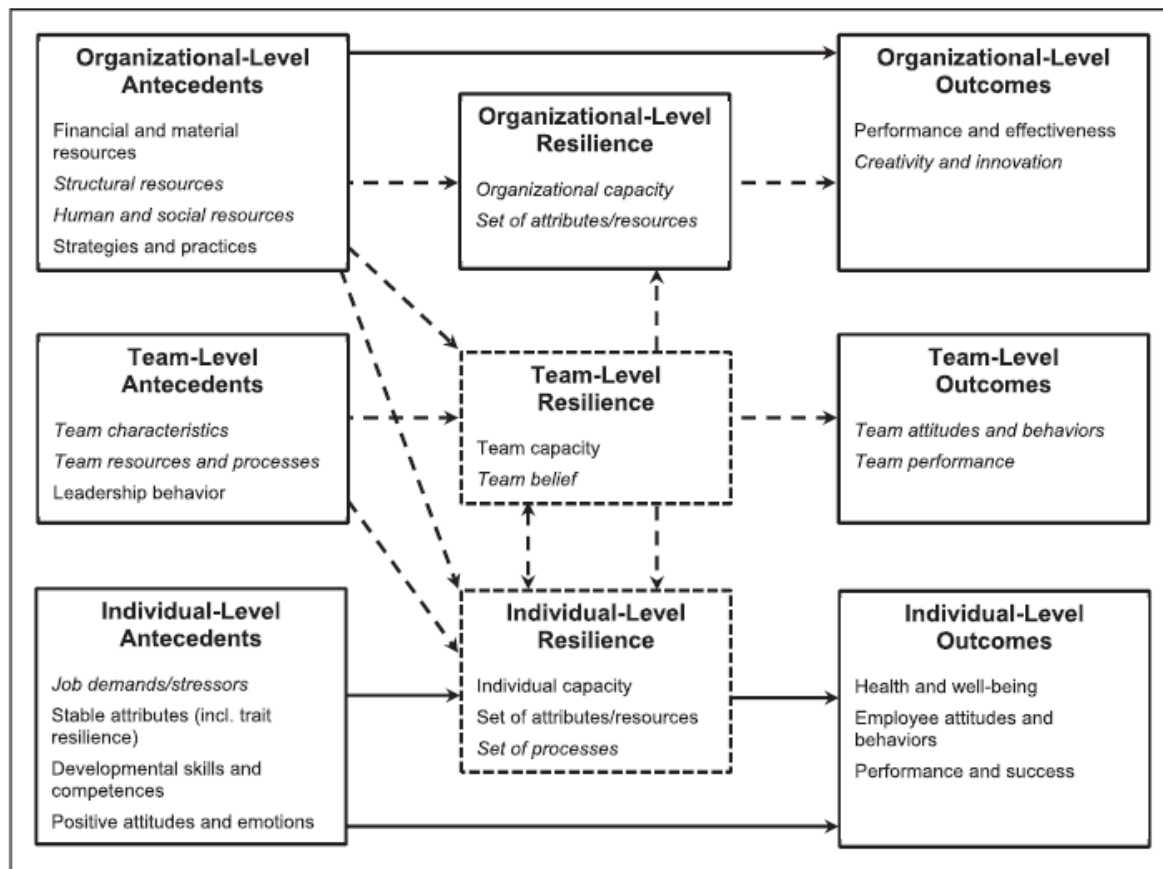 Organizational-Level
Antecedents
Financial and material
resources
Structural resources
Human and social resources
Strategies and practices
Organizational-Level
Resilience
Organizational capacity
Set of attributes/resources
Organizational-Level
Outcomes
Performance and effectiveness
Creativity and innovation
Team-Level
Antecedents
Team characteristics
Team resources and processes
Leadership behavior
Team-Level
Resilience
Team capacity
Team belief
Team-Level
Outcomes
Team attitudes and behaviors
Team performance
Individual-Level
Antecedents
Job demands/stressors
Stable attributes (incl. trait
resilience)
Developmental skills and
competences
Positive attitudes and emotions
Individual-Level
Resilience
Individual capacity
Set of attributes/resources
Set of processes
Individual-Level
Outcomes
Health and well-being
Employee attitudes and
behaviors
Performance and success